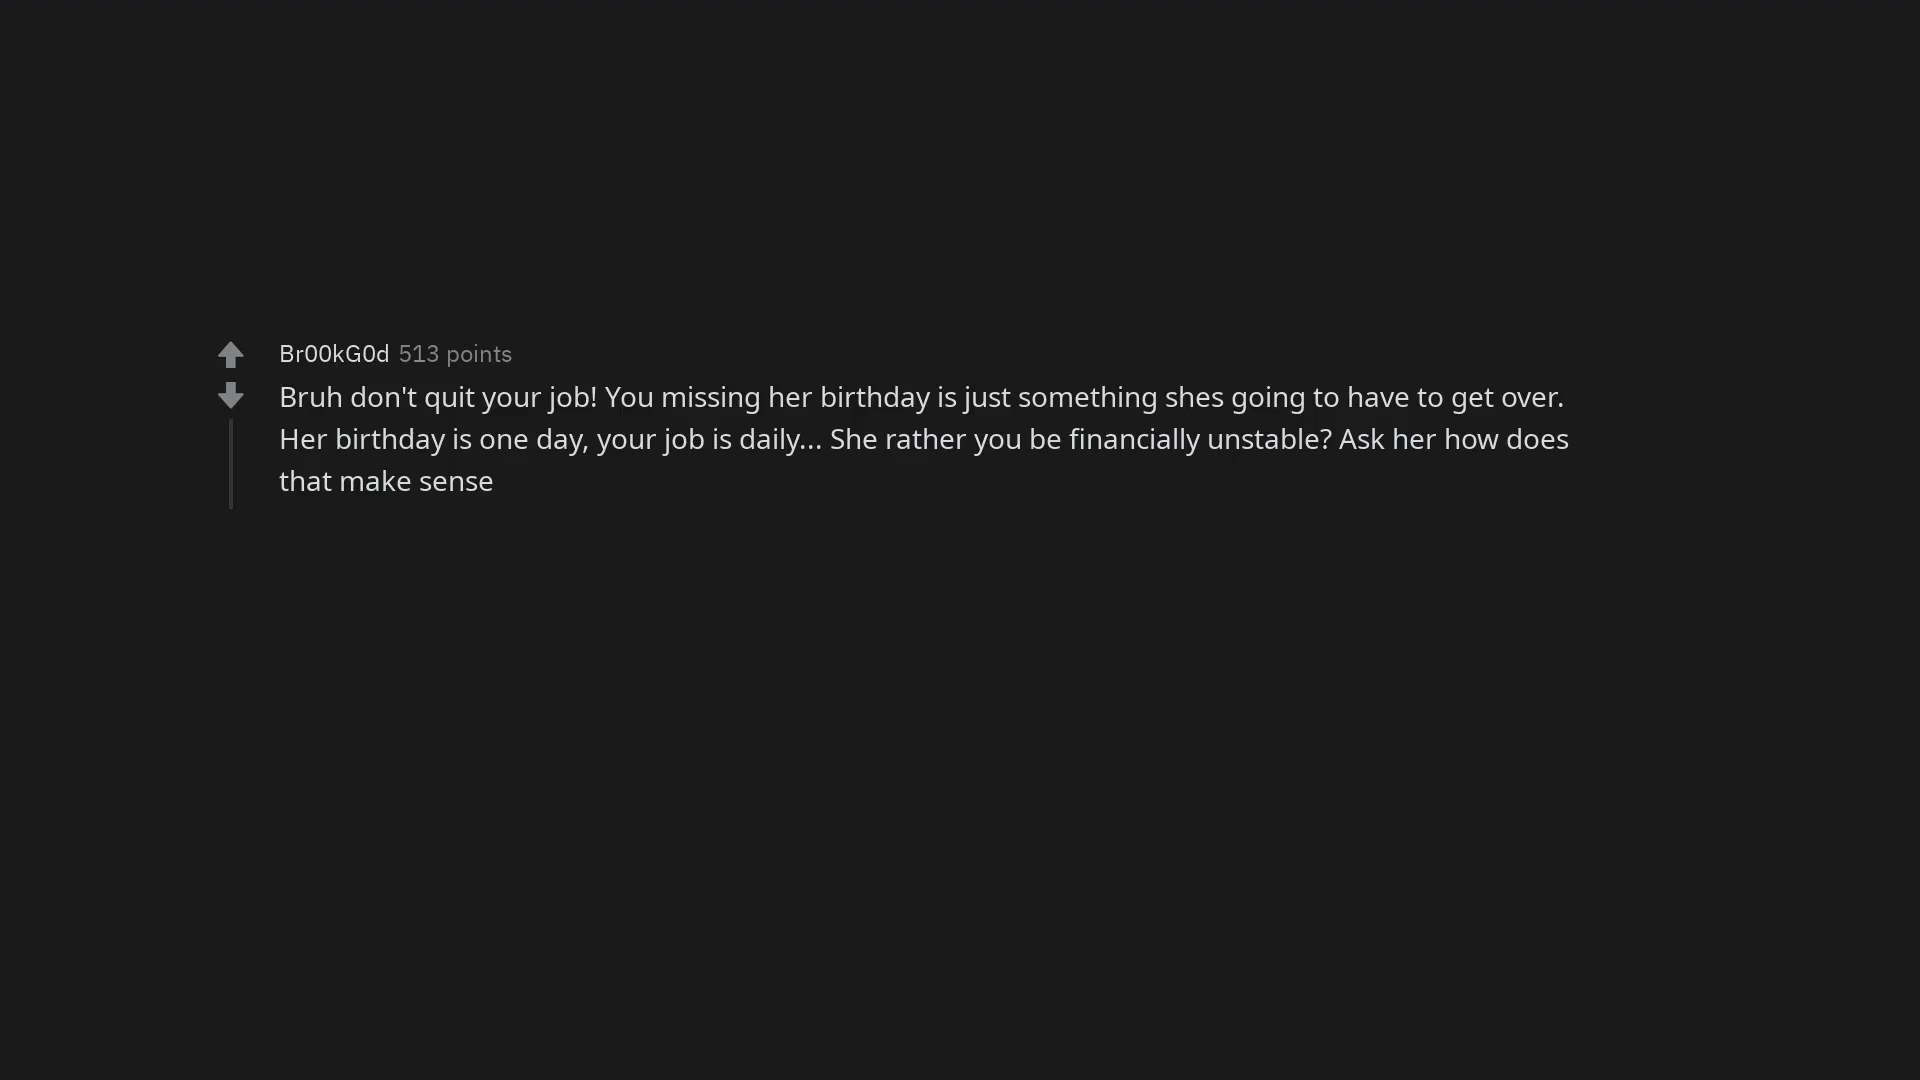 Br00kG0d 513 points
Bruh don't quit your job! You missing her birthday is just something shes going to have to get over.
Her birthday is one day, your job is daily... She rather you be financially unstable? Ask her how does
that make sense